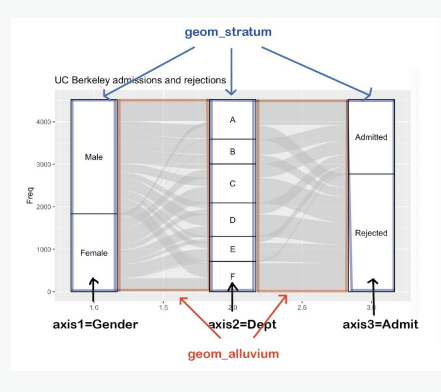 geom_stratum
UC Berkeley admissions and rejections
Freq
4000
3000
2000
1000
0
Male
Female
A
B
C
D
E
F
Admitted
Rejected
1.0
1.5
2.0
2.5
3.0
axis1=Gender
axis2=Dept
axis3=Admit
geom_alluvium